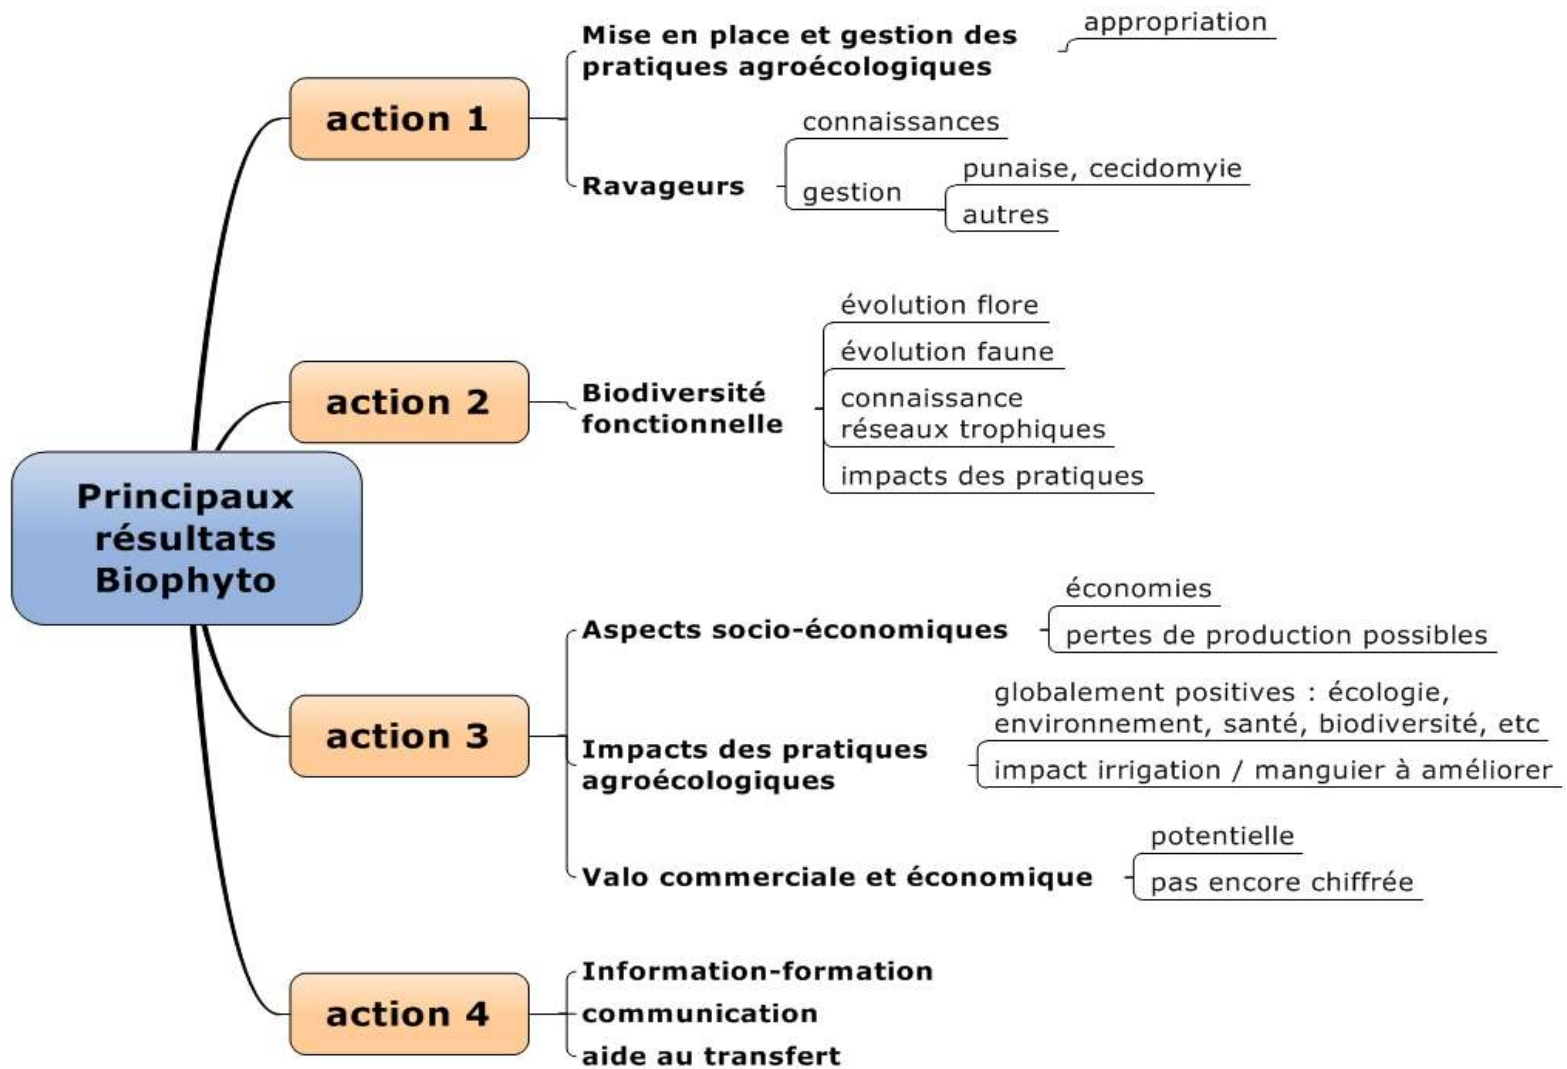 Principaux
résultats
Biophyto
action 1
Mise en place et gestion des
pratiques agroécologiques
appropriation
Ravageurs
connaissances
gestion
punaise, cecidomyie
autres
action 2
Biodiversité
fonctionnelle
évolution flore
évolution faune
connaissance
réseaux trophiques
impacts des pratiques
action 3
Aspects socio-économiques
économies
pertes de production possibles
Impacts des pratiques
agroécologiques
globalement positives : écologie,
environnement, santé, biodiversité, etc
impact irrigation / manguier à améliorer
Valo commerciale et économique
potentielle
pas encore chiffrée
action 4
Information-formation
communication
aide au transfert